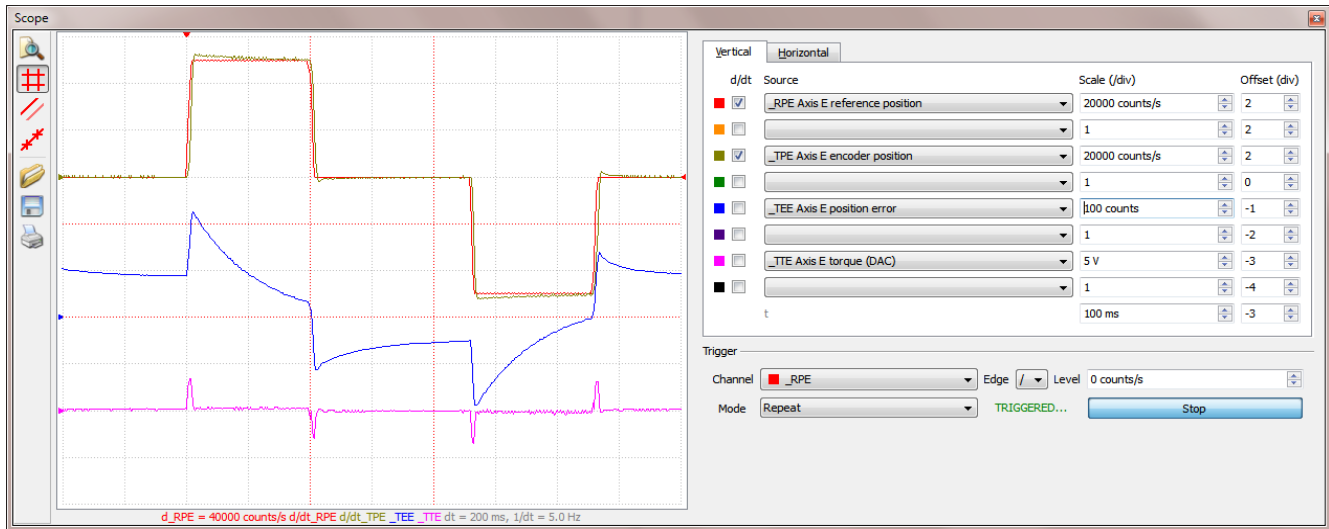 Scope
Vertical Horizontal
d/dt Source Scale (/div) Offset (div)
_RPE Axis E reference position 20000 counts/s 2
1 2
_TPE Axis E encoder position 20000 counts/s 2
1 0
_TEE Axis E position error 100 counts -1
1 -2
_TTE Axis E torque (DAC) 5 V -3
1 -4
t 100 ms -3
Trigger
Channel _RPE Edge / Level 0 counts/s
Mode Repeat TRIGGERED... Stop
d_RPE = 40000 counts/s d/dt_RPE d/dt_TPE _TEE _TTE dt = 200 ms, 1/dt = 5.0 Hz